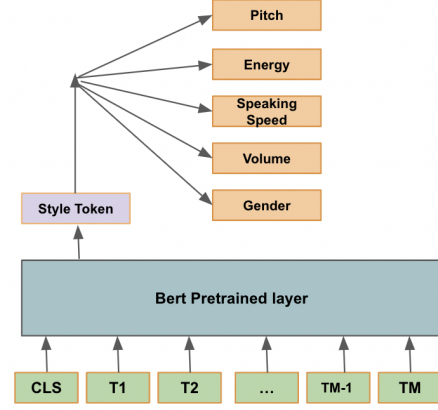 Pitch
Energy
Speaking
Speed
Volume
Gender
Style Token
Bert Pretrained layer
CLS
T1
T2
...
TM-1
TM